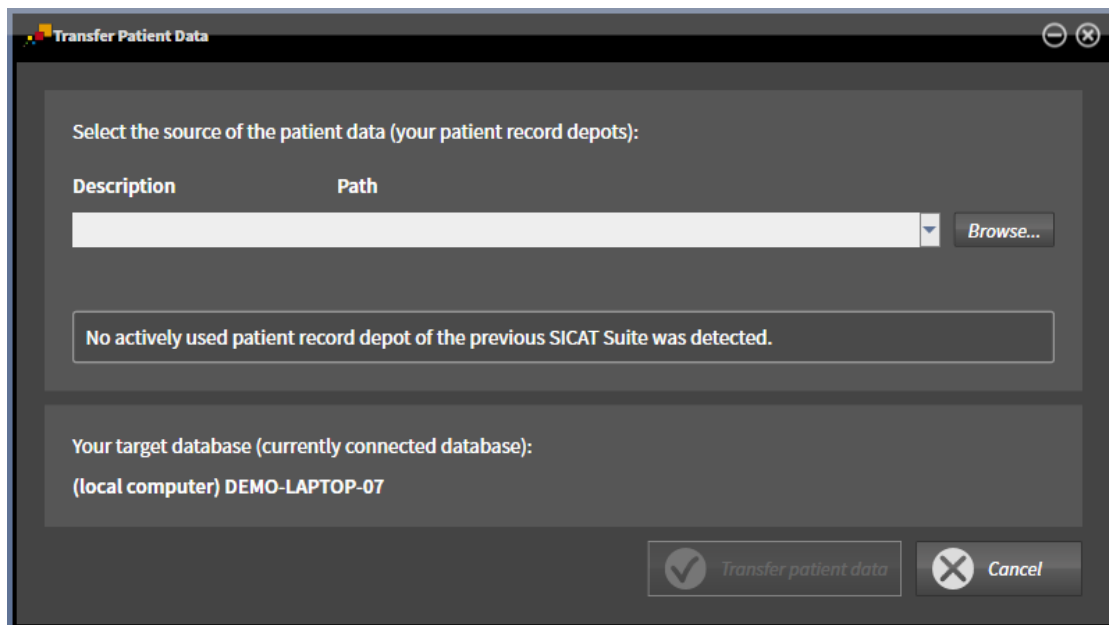 Transfer Patient Data
Select the source of the patient data (your patient record depots):
Description Path
Browse...
No actively used patient record depot of the previous SICAT Suite was detected.
Your target database (currently connected database):
(local computer) DEMO-LAPTOP-07
Transfer patient data Cancel